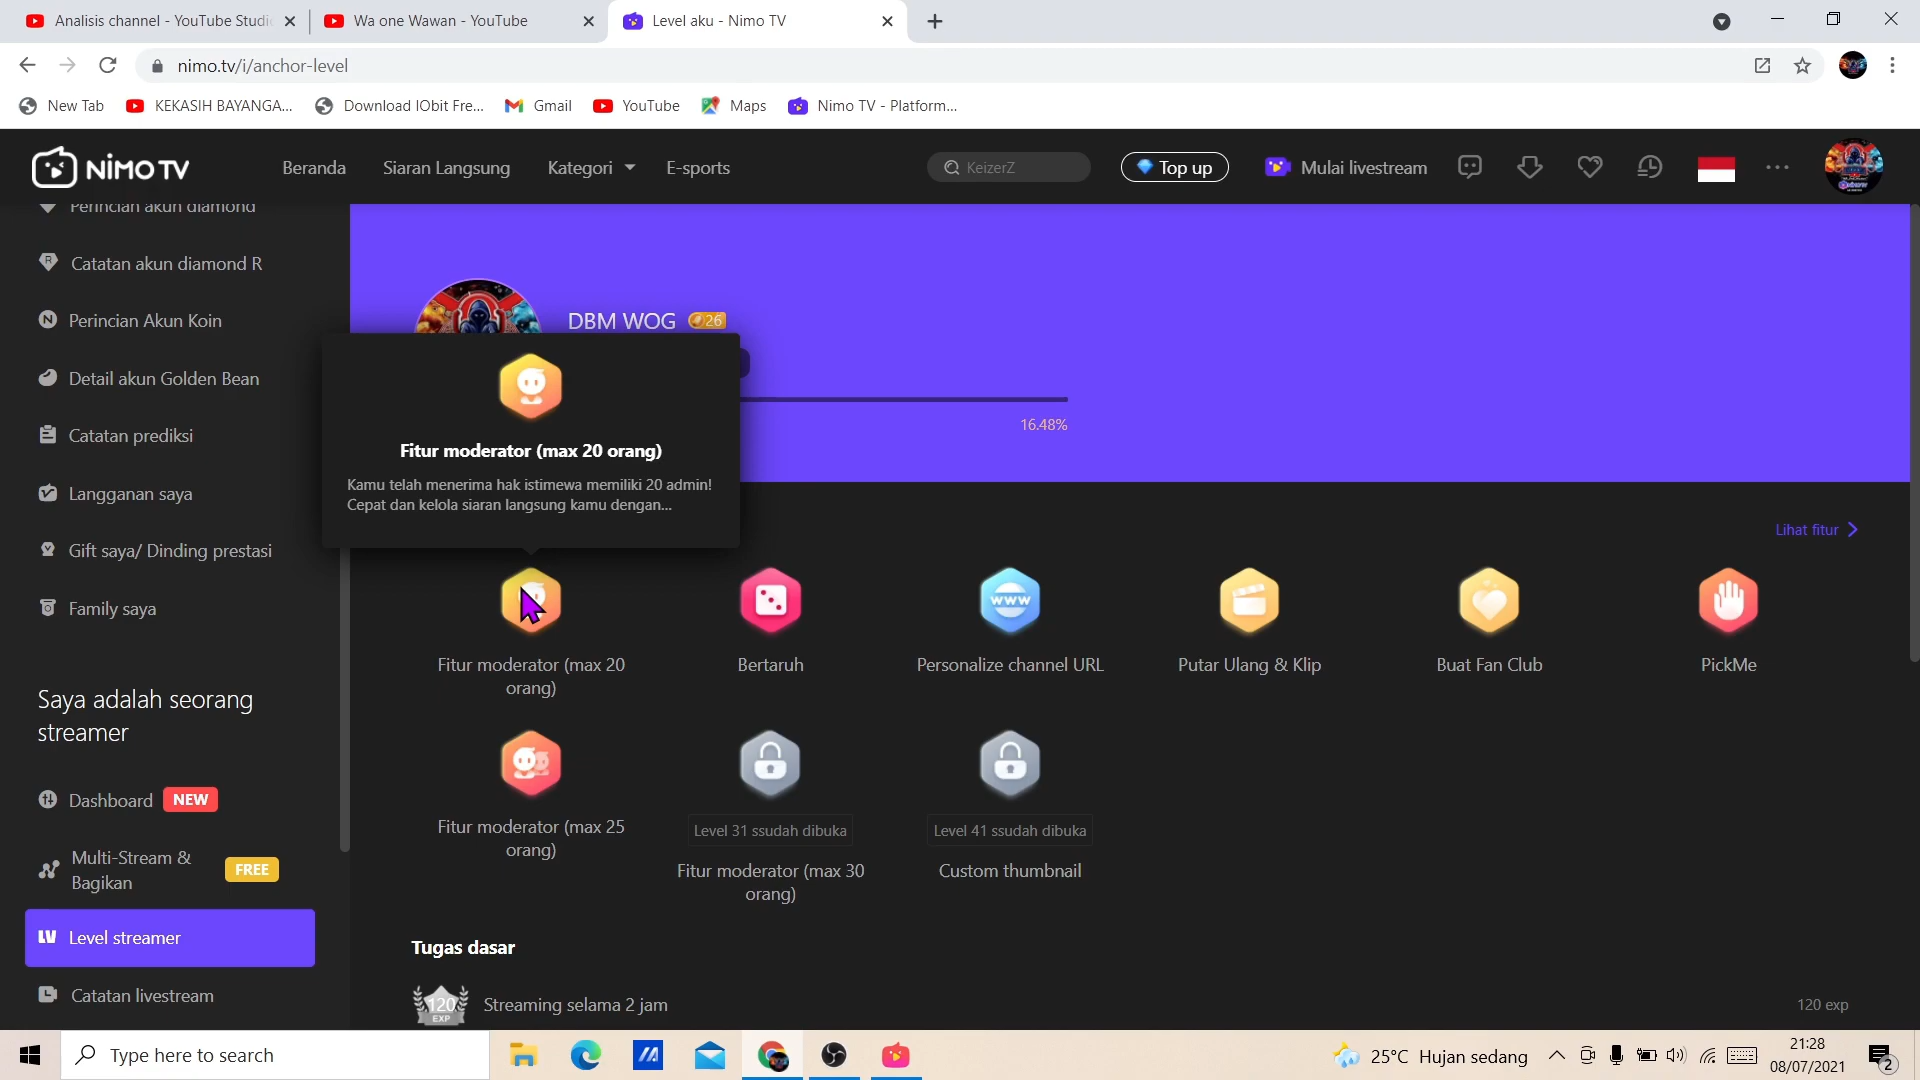 Analisis channel - YouTube Studi
Wa one Wawan - YouTube
Level aku - Nimo TV
nimo.tv/i/anchor-level
New Tab
KEKASIH BAYANGA...
Download IObit Fre...
Gmail
YouTube
Maps
Nimo TV - Platform...
NIMO TV
Beranda
Siaran Langsung
Kategori
E-sports
KeizerZ
Top up
Mulai livestream
Perincian akun diamond
Catatan akun diamond R
Perincian Akun Koin
Detail akun Golden Bean
Catatan prediksi
Langganan saya
Gift saya/ Dinding prestasi
Family saya
Saya adalah seorang
streamer
Dashboard NEW
Multi-Stream &
Bagikan
FREE
Level streamer
Catatan livestream
DBM WOG 26
16.48%
Fitur moderator (max 20 orang)
Kamu telah menerima hak istimewa memiliki 20 admin!
Cepat dan kelola siaran langsung kamu dengan...
Lihat fitur
Fitur moderator (max 20
orang)
Bertaruh
www
Personalize channel URL
Putar Ulang & Klip
Buat Fan Club
PickMe
Fitur moderator (max 25
orang)
Level 31 ssudah dibuka
Fitur moderator (max 30
orang)
Level 41 ssudah dibuka
Custom thumbnail
Tugas dasar
120
EXP
Streaming selama 2 jam
120 exp
Type here to search
25°C Hujan sedang
21:28
08/07/2021
2